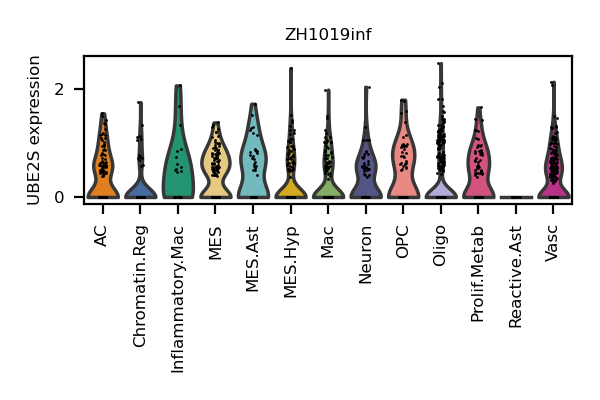 ZH1019inf
UBE2S expression
2
0
AC
Chromatin.Reg
Inflammatory.Mac
MES
MES.Ast
MES.Hyp
Mac
Neuron
OPC
Oligo
Prolif.Metab
Reactive.Ast
Vasc